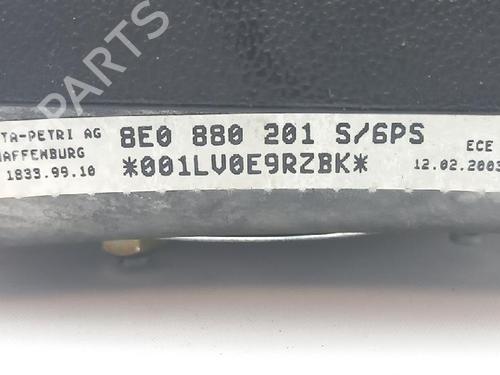 PARTS
TA-PETRI AG 8E0 880 201 S/6PS ECE
AFFENBURG *001LV0E9RZBK* 12.02.2003
1833.99.10